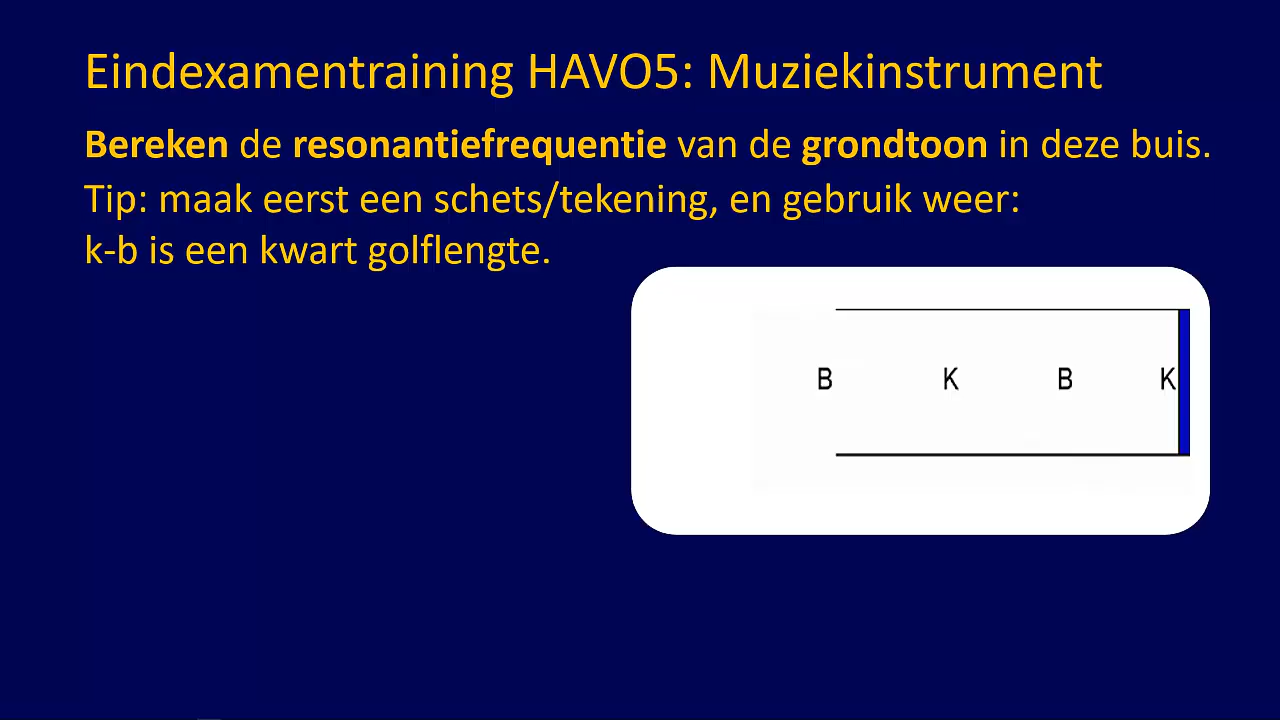 Eindexamentraining HAVO5: Muziekinstrument
Bereken de resonantiefrequentie van de grondtoon in deze buis.
Tip: maak eerst een schets/tekening, en gebruik weer:
k-b is een kwart golflengte.
B K B K